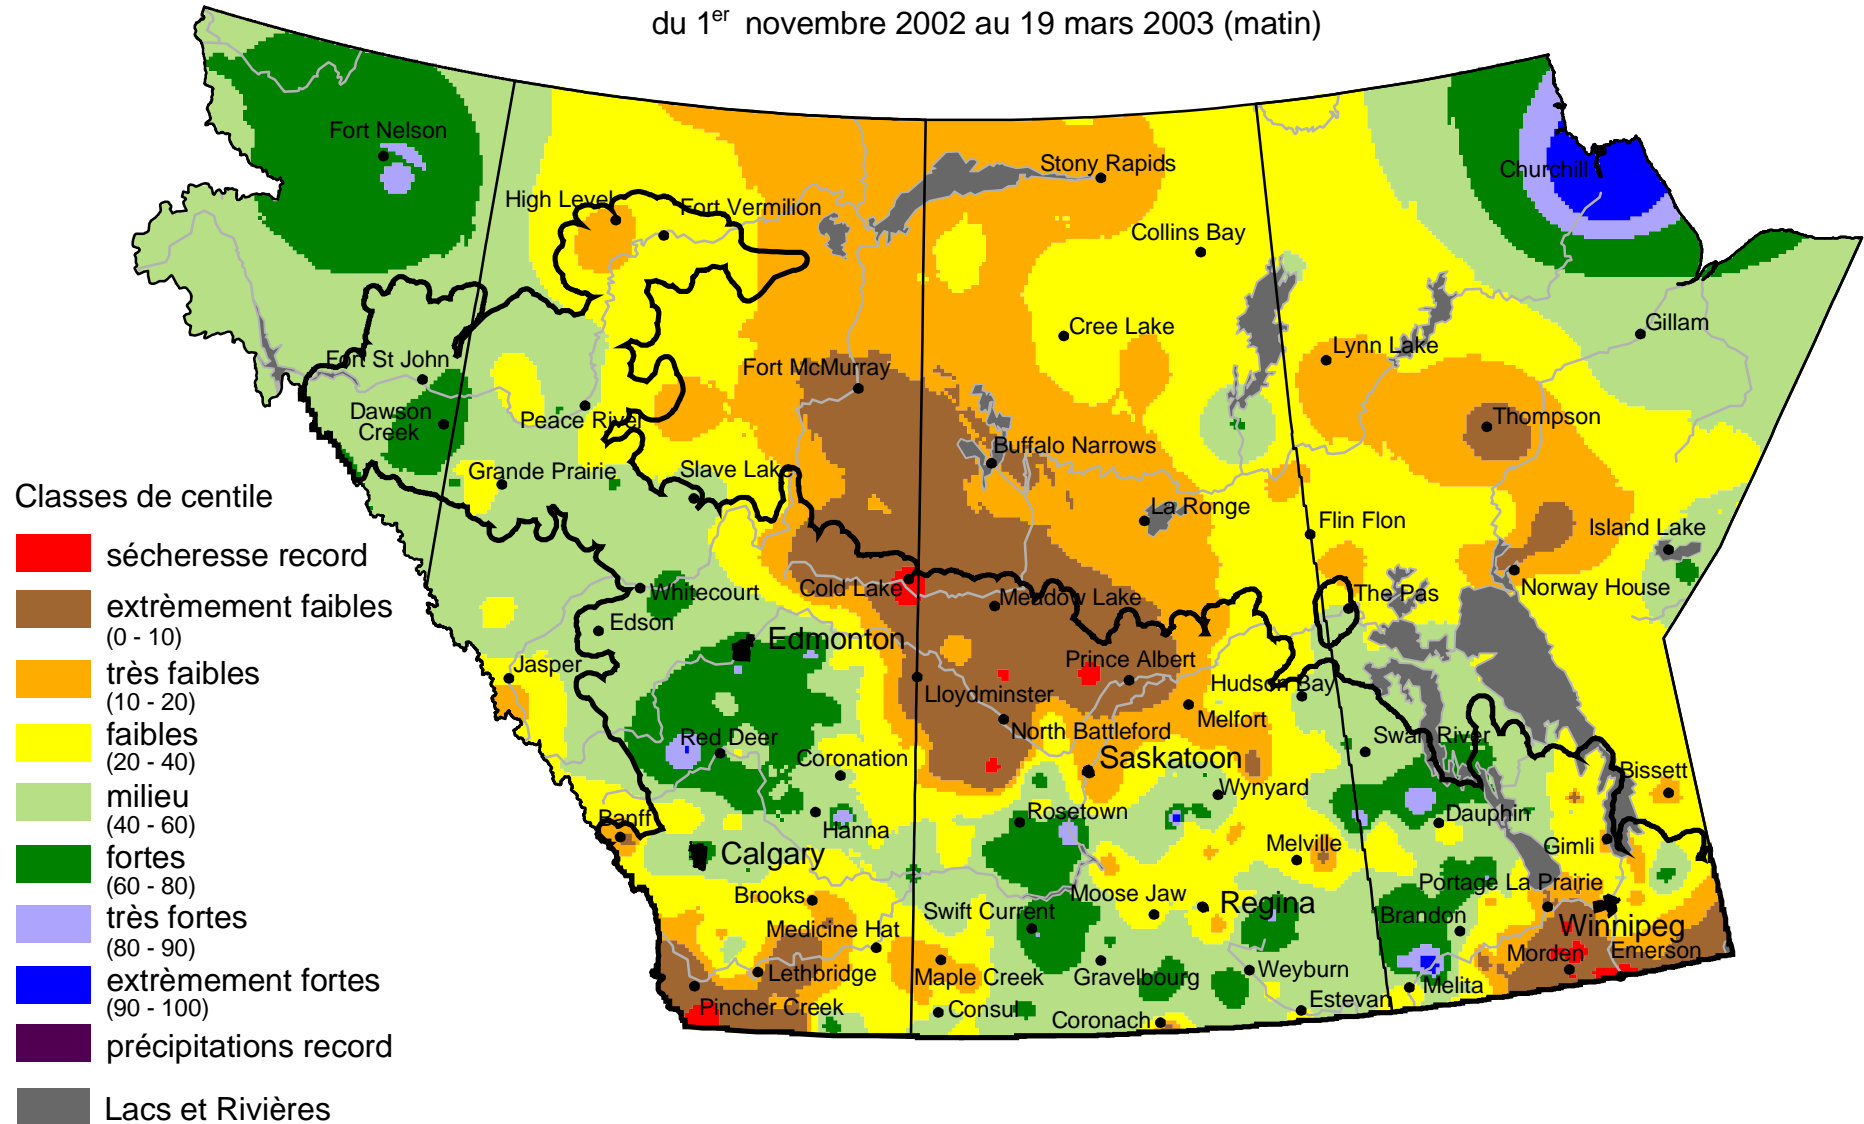 du 1er novembre 2002 au 19 mars 2003 (matin)
Fort Nelson
Stony Rapids
Churchill
High Level
Fort Vermilion
Collins Bay
Cree Lake
Gillam
Lynn Lake
Fort St John
Fort McMurray
Dawson
Creek
Peace River
Thompson
Buffalo Narrows
Grande Prairie
Slave Lake
La Ronge
Flin Flon
Island Lake
Whitecourt
Cold Lake
Meadow Lake
The Pas
Norway House
Edson
Edmonton
Jasper
Prince Albert
Lloydminster
Hudson Bay
Melfort
North Battleford
Red Deer
Swan River
Coronation
Saskatoon
Bissett
Wynyard
Banff
Hanna
Rosetown
Dauphin
Calgary
Melville
Gimli
Brooks
Moose Jaw
Portage La Prairie
Swift Current
Regina
Brandon
Winnipeg
Medicine Hat
Morden
Emerson
Lethbridge
Maple Creek
Gravelbourg
Weyburn
Melita
Pincher Creek
Consul
Coronach
Estevan
Classes de centile
sécheresse record
extrèmement faibles
(0 - 10)
très faibles
(10 - 20)
faibles
(20 - 40)
milieu
(40 - 60)
fortes
(60 - 80)
très fortes
(80 - 90)
extrèmement fortes
(90 - 100)
précipitations record
Lacs et Rivières